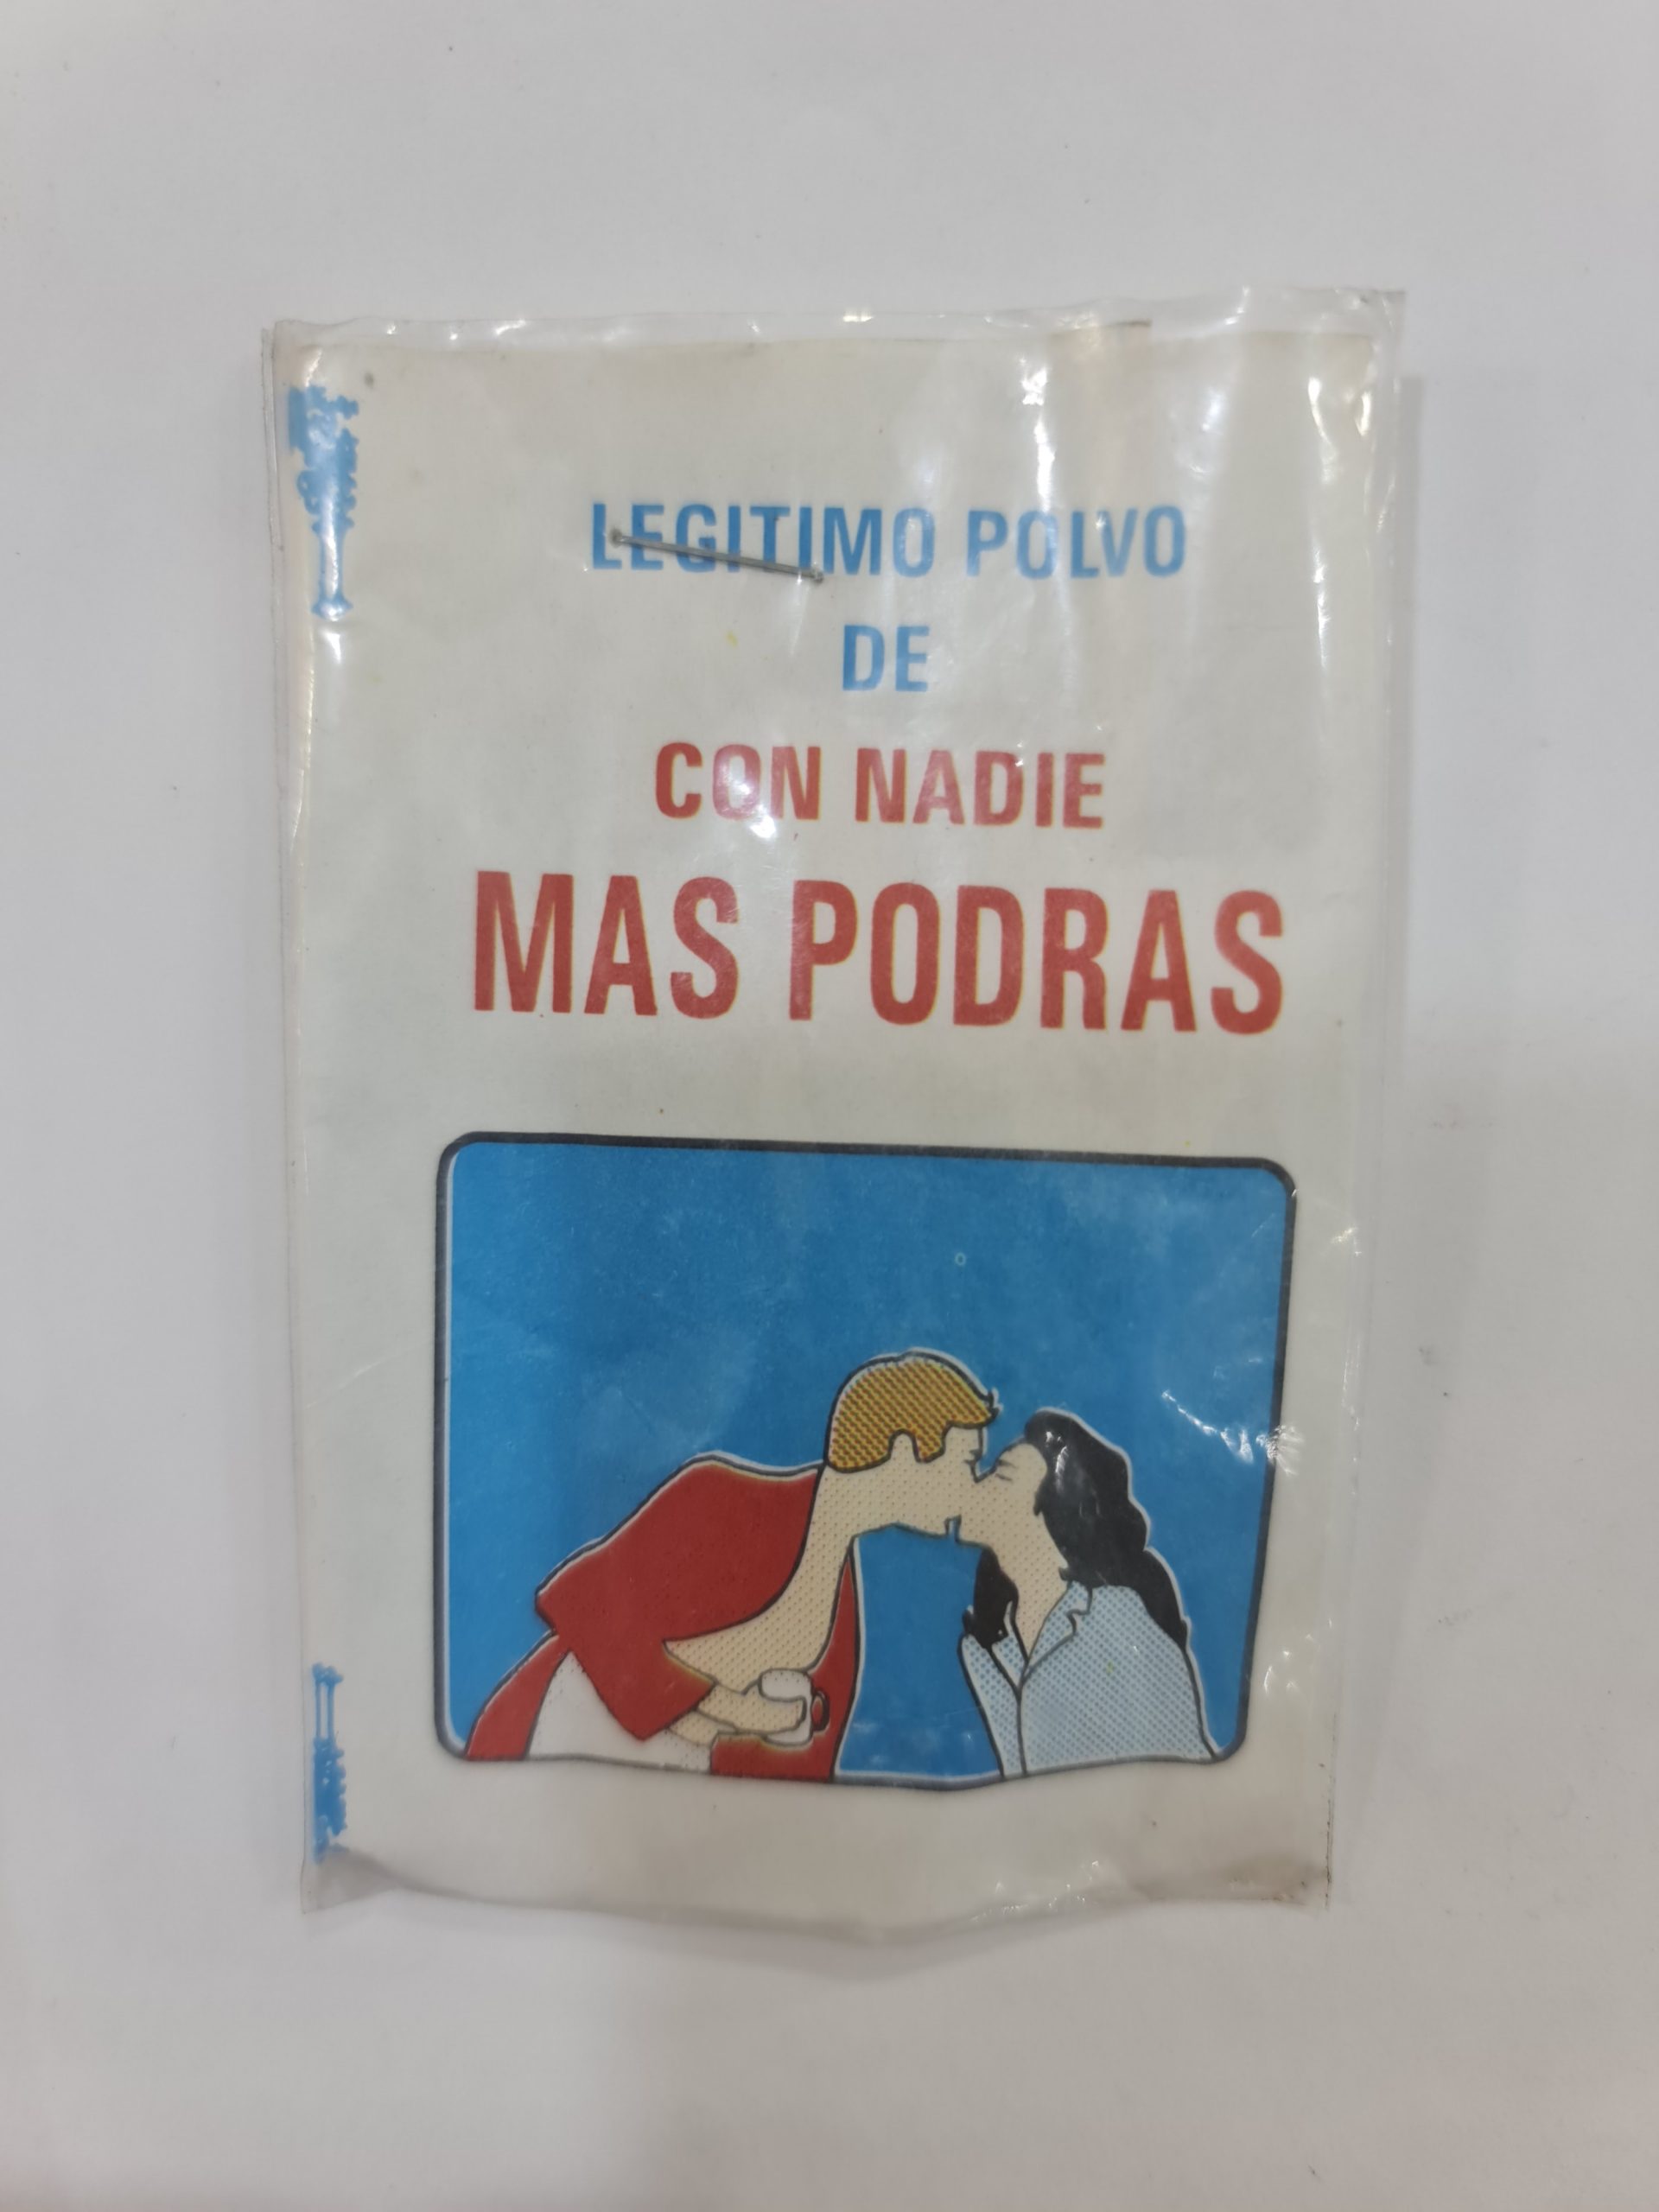 LEGITIMO POLVO
DE
CON NADIE
MAS PODRAS